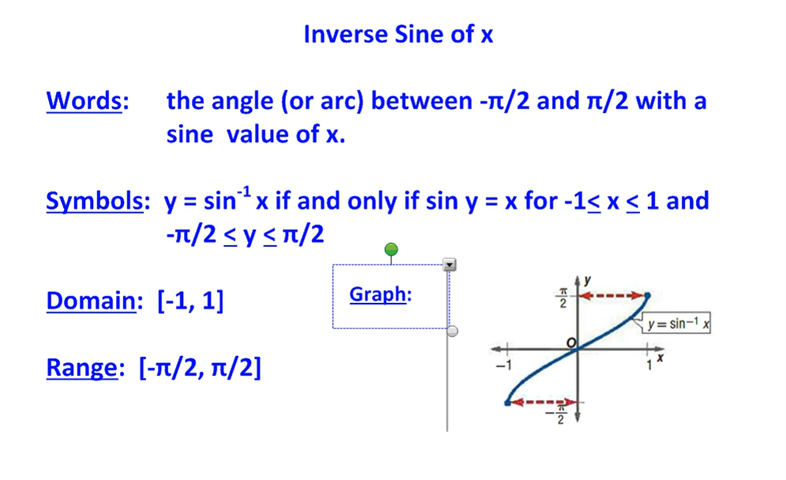 Inverse Sine of x
Words: the angle (or arc) between -π/2 and π/2 with a
sine value of x.
Symbols: y = sin⁻¹ x if and only if sin y = x for -1≤ x ≤ 1 and
-π/2 ≤ y ≤ π/2
Domain: [-1, 1]
Graph:
Range: [-π/2, π/2]
y
π/2
y = sin⁻¹ x
O
−1
1 x
−π/2